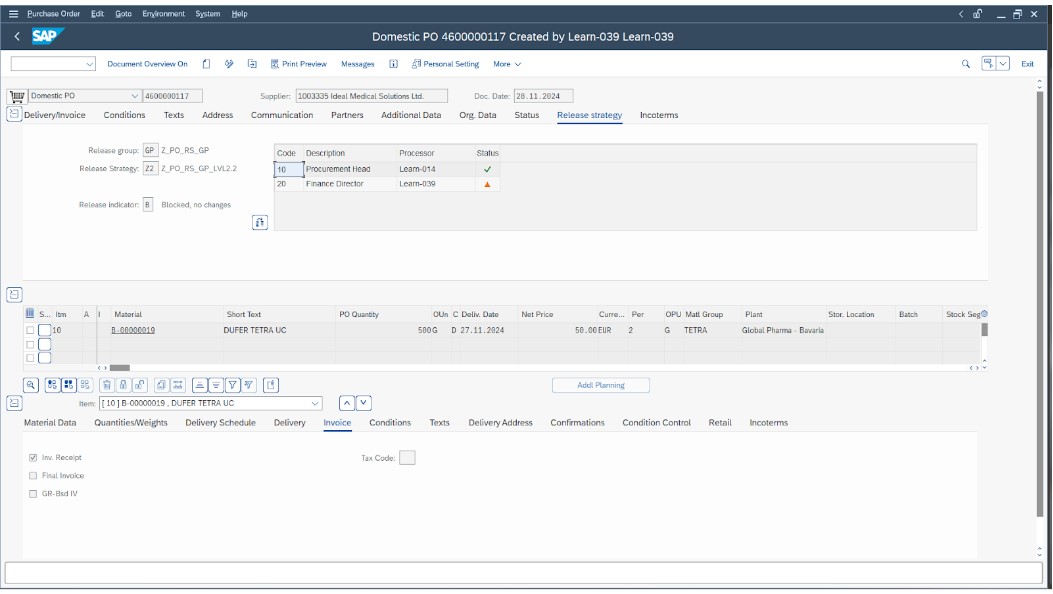 Purchase Order Edit Goto Environment System Help
SAP Domestic PO 4600000117 Created by Learn-039 Learn-039
Document Overview On Print Preview Messages Personal Setting More Exit
Domestic PO 4600000117 Supplier: 1003335 Ideal Medical Solutions Ltd. Doc. Date: 28.11.2024
Delivery/Invoice Conditions Texts Address Communication Partners Additional Data Org. Data Status Release strategy Incoterms
Release group: GP Z_PO_RS_GP
Release Strategy: Z2 Z_PO_RS_GP_LVL2.2
Release indicator: B Blocked, no changes
Code Description Processor Status
10 Procurement Head Learn-014
20 Finance Director Learn-039
S... Itm A I Material Short Text PO Quantity OUn C Deliv. Date Net Price Curre... Per OPU Matl Group Plant Stor. Location Batch Stock Seg
10 B-00000019 DUFER TETRA UC 500 G D 27.11.2024 50.00 EUR 2 G TETRA Global Pharma - Bavaria
Addl Planning
Item: [ 10 ] B-00000019 , DUFER TETRA UC
Material Data Quantities/Weights Delivery Schedule Delivery Invoice Conditions Texts Delivery Address Confirmations Condition Control Retail Incoterms
Inv. Receipt Tax Code:
Final Invoice
GR-Bsd IV